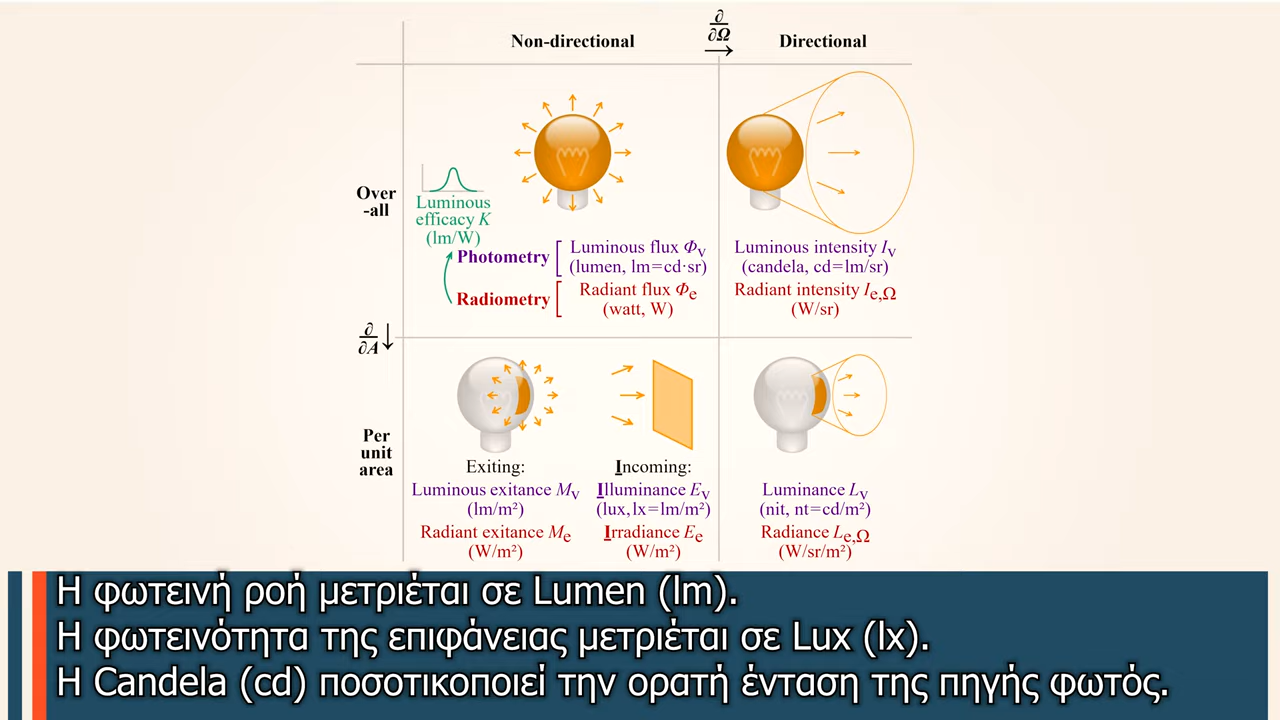 ∂
∂Ω
Non-directional
Directional
Over
-all
Luminous
efficacy K
(lm/W)
Photometry
Luminous flux Φv
(lumen, lm=cd·sr)
Radiometry
Radiant flux Φe
(watt, W)
Luminous intensity Iv
(candela, cd=lm/sr)
Radiant intensity Ie,Ω
(W/sr)
∂
∂A
Per
unit
area
Exiting:
Luminous exitance Mv
(lm/m²)
Radiant exitance Me
(W/m²)
Incoming:
Illuminance Ev
(lux, lx=lm/m²)
Irradiance Ee
(W/m²)
Luminance Lv
(nit, nt=cd/m²)
Radiance Le,Ω
(W/sr/m²)
Η φωτεινή ροή μετριέται σε Lumen (lm).
Η φωτεινότητα της επιφάνειας μετριέται σε Lux (lx).
Η Candela (cd) ποσοτικοποιεί την ορατή ένταση της πηγής φωτός.